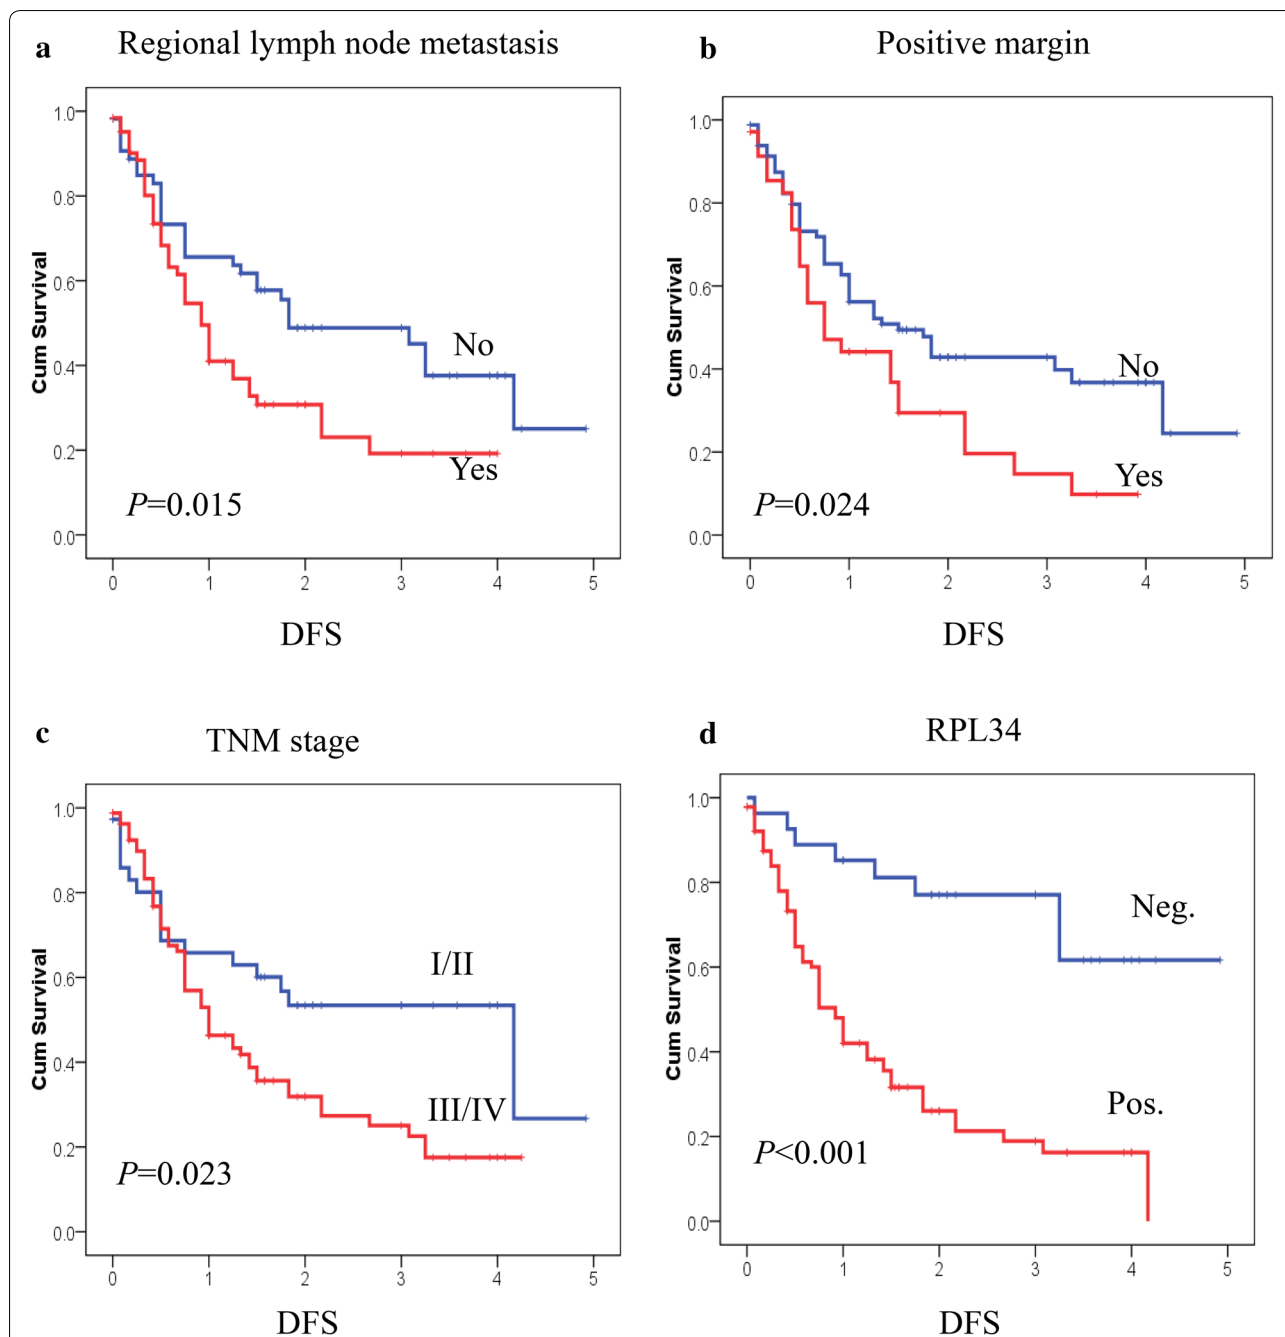 a Regional lymph node metastasis
1.0
0.8
0.6
0.4
0.2
0.0
Cum Survival
No
Yes
P=0.015
0 1 2 3 4 5
DFS
b Positive margin
1.0
0.8
0.6
0.4
0.2
0.0
Cum Survival
No
Yes
P=0.024
0 1 2 3 4 5
DFS
c TNM stage
1.0
0.8
0.6
0.4
0.2
0.0
Cum Survival
I/II
III/IV
P=0.023
0 1 2 3 4 5
DFS
d RPL34
1.0
0.8
0.6
0.4
0.2
0.0
Cum Survival
Neg.
Pos.
P<0.001
0 1 2 3 4 5
DFS